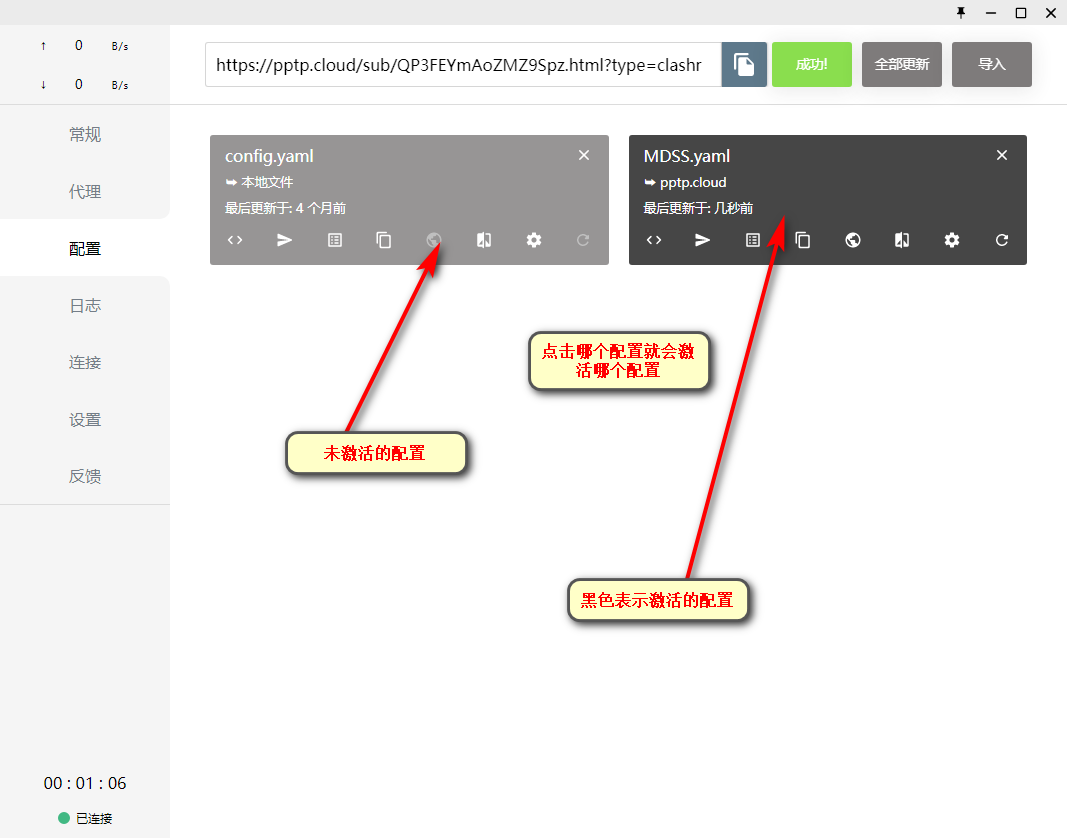 ↑ 0 B/s
↓ 0 B/s
常规
代理
配置
日志
连接
设置
反馈
00 : 01 : 06
已连接
https://pptp.cloud/sub/QP3FEYmAoZMZ9Spz.html?type=clashr
成功!
全部更新
导入
config.yaml
本地文件
最后更新于: 4 个月前
MDSS.yaml
pptp.cloud
最后更新于: 几秒前
点击哪个配置就会激
活哪个配置
未激活的配置
黑色表示激活的配置